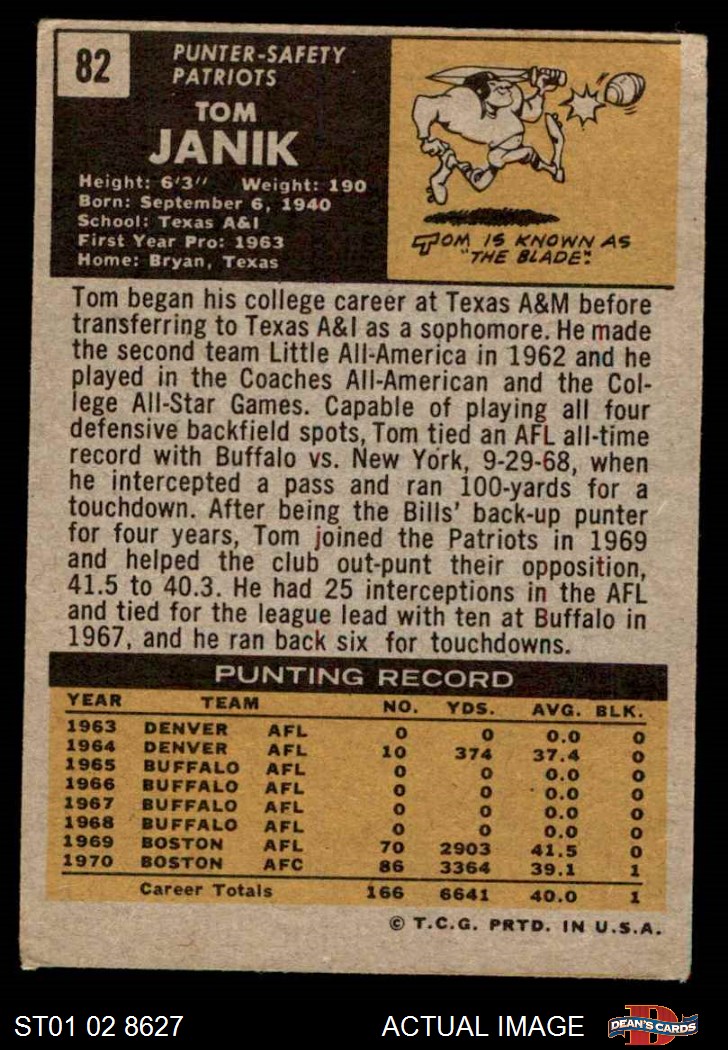 82
PUNTER-SAFETY
PATRIOTS
TOM
JANIK
Height: 6'3" Weight: 190
Born: September 6, 1940
School: Texas A&I
First Year Pro: 1963
Home: Bryan, Texas
TOM IS KNOWN AS
"THE BLADE".
Tom began his college career at Texas A&M before
transferring to Texas A&I as a sophomore. He made
the second team Little All-America in 1962 and he
played in the Coaches All-American and the Col-
lege All-Star Games. Capable of playing all four
defensive backfield spots, Tom tied an AFL all-time
record with Buffalo vs. New York, 9-29-68, when
he intercepted a pass and ran 100-yards for a
touchdown. After being the Bills' back-up punter
for four years, Tom joined the Patriots in 1969
and helped the club out-punt their opposition,
41.5 to 40.3. He had 25 interceptions in the AFL
and tied for the league lead with ten at Buffalo in
1967, and he ran back six for touchdowns.
PUNTING RECORD
YEAR TEAM NO. YDS. AVG. BLK.
1963 DENVER AFL 0 0 0.0 0
1964 DENVER AFL 10 374 37.4 0
1965 BUFFALO AFL 0 0 0.0 0
1966 BUFFALO AFL 0 0 0.0 0
1967 BUFFALO AFL 0 0 0.0 0
1968 BUFFALO AFL 0 0 0.0 0
1969 BOSTON AFL 70 2903 41.5 0
1970 BOSTON AFC 86 3364 39.1 1
Career Totals 166 6641 40.0 1
© T.C.G. PRTD. IN U.S.A.
ST01 02 8627 ACTUAL IMAGE DEAN'S CARDS